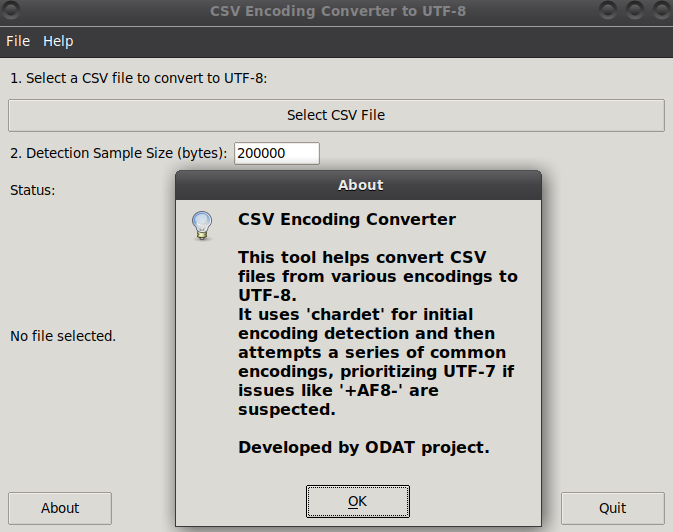 CSV Encoding Converter to UTF-8
File Help
1. Select a CSV file to convert to UTF-8:
Select CSV File
2. Detection Sample Size (bytes): 200000
Status:
No file selected.
About
CSV Encoding Converter
This tool helps convert CSV
files from various encodings to
UTF-8.
It uses 'chardet' for initial
encoding detection and then
attempts a series of common
encodings, prioritizing UTF-7 if
issues like '+AF8-' are
suspected.
Developed by ODAT project.
OK
About
Quit